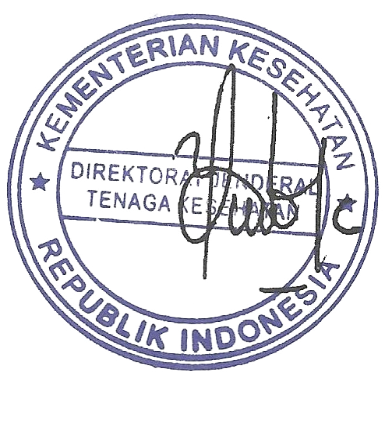 KEMENTERIAN KESEHATAN
DIREKTORAT JENDERAL
TENAGA KESEHATAN
REPUBLIK INDONESIA